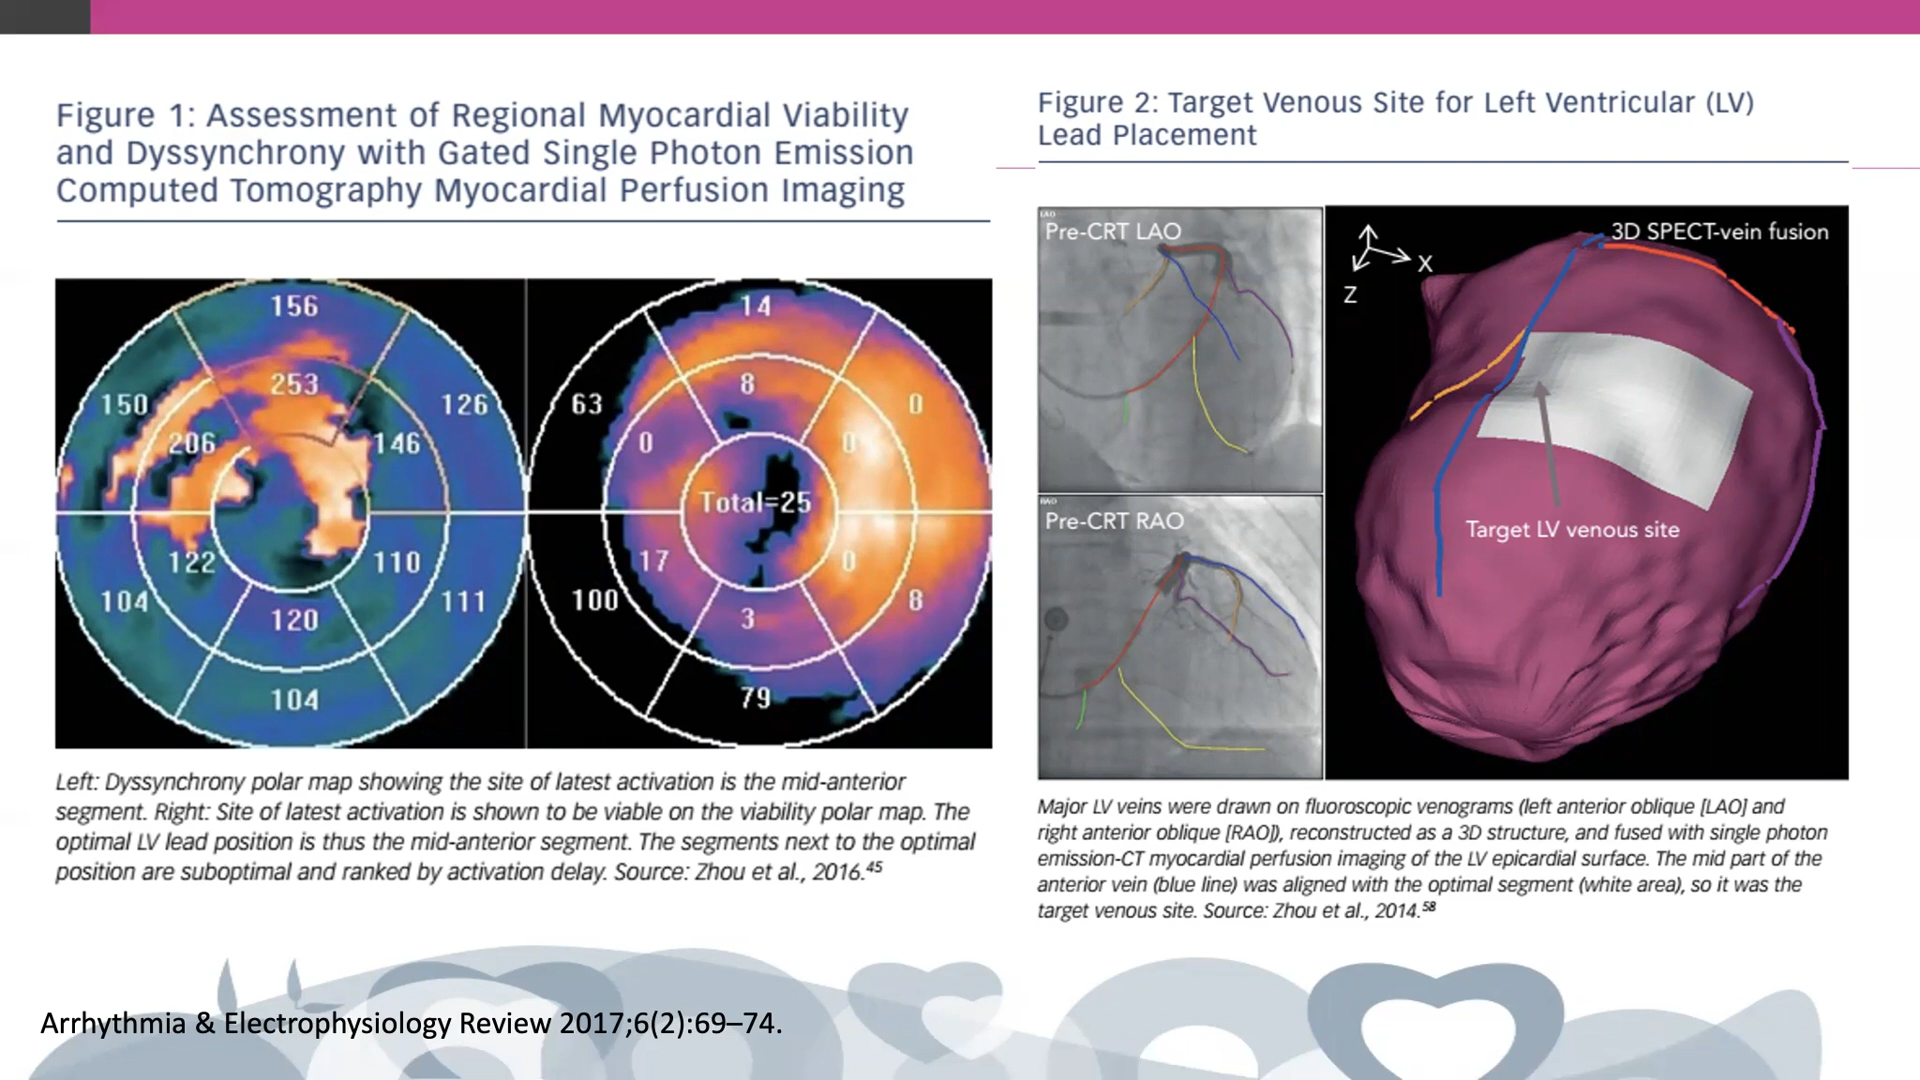 Figure 1: Assessment of Regional Myocardial Viability
and Dyssynchrony with Gated Single Photon Emission
Computed Tomography Myocardial Perfusion Imaging
156
253
150
126
206
146
122
110
104
111
120
104
14
8
63
0
0
0
Total=25
17
0
100
8
3
79
Left: Dyssynchrony polar map showing the site of latest activation is the mid-anterior
segment. Right: Site of latest activation is shown to be viable on the viability polar map. The
optimal LV lead position is thus the mid-anterior segment. The segments next to the optimal
position are suboptimal and ranked by activation delay. Source: Zhou et al., 2016.45
Figure 2: Target Venous Site for Left Ventricular (LV)
Lead Placement
LAO
Pre-CRT LAO
RAO
Pre-CRT RAO
3D SPECT-vein fusion
X
Z
Target LV venous site
Major LV veins were drawn on fluoroscopic venograms (left anterior oblique [LAO] and
right anterior oblique [RAO]), reconstructed as a 3D structure, and fused with single photon
emission-CT myocardial perfusion imaging of the LV epicardial surface. The mid part of the
anterior vein (blue line) was aligned with the optimal segment (white area), so it was the
target venous site. Source: Zhou et al., 2014.58
Arrhythmia & Electrophysiology Review 2017;6(2):69–74.